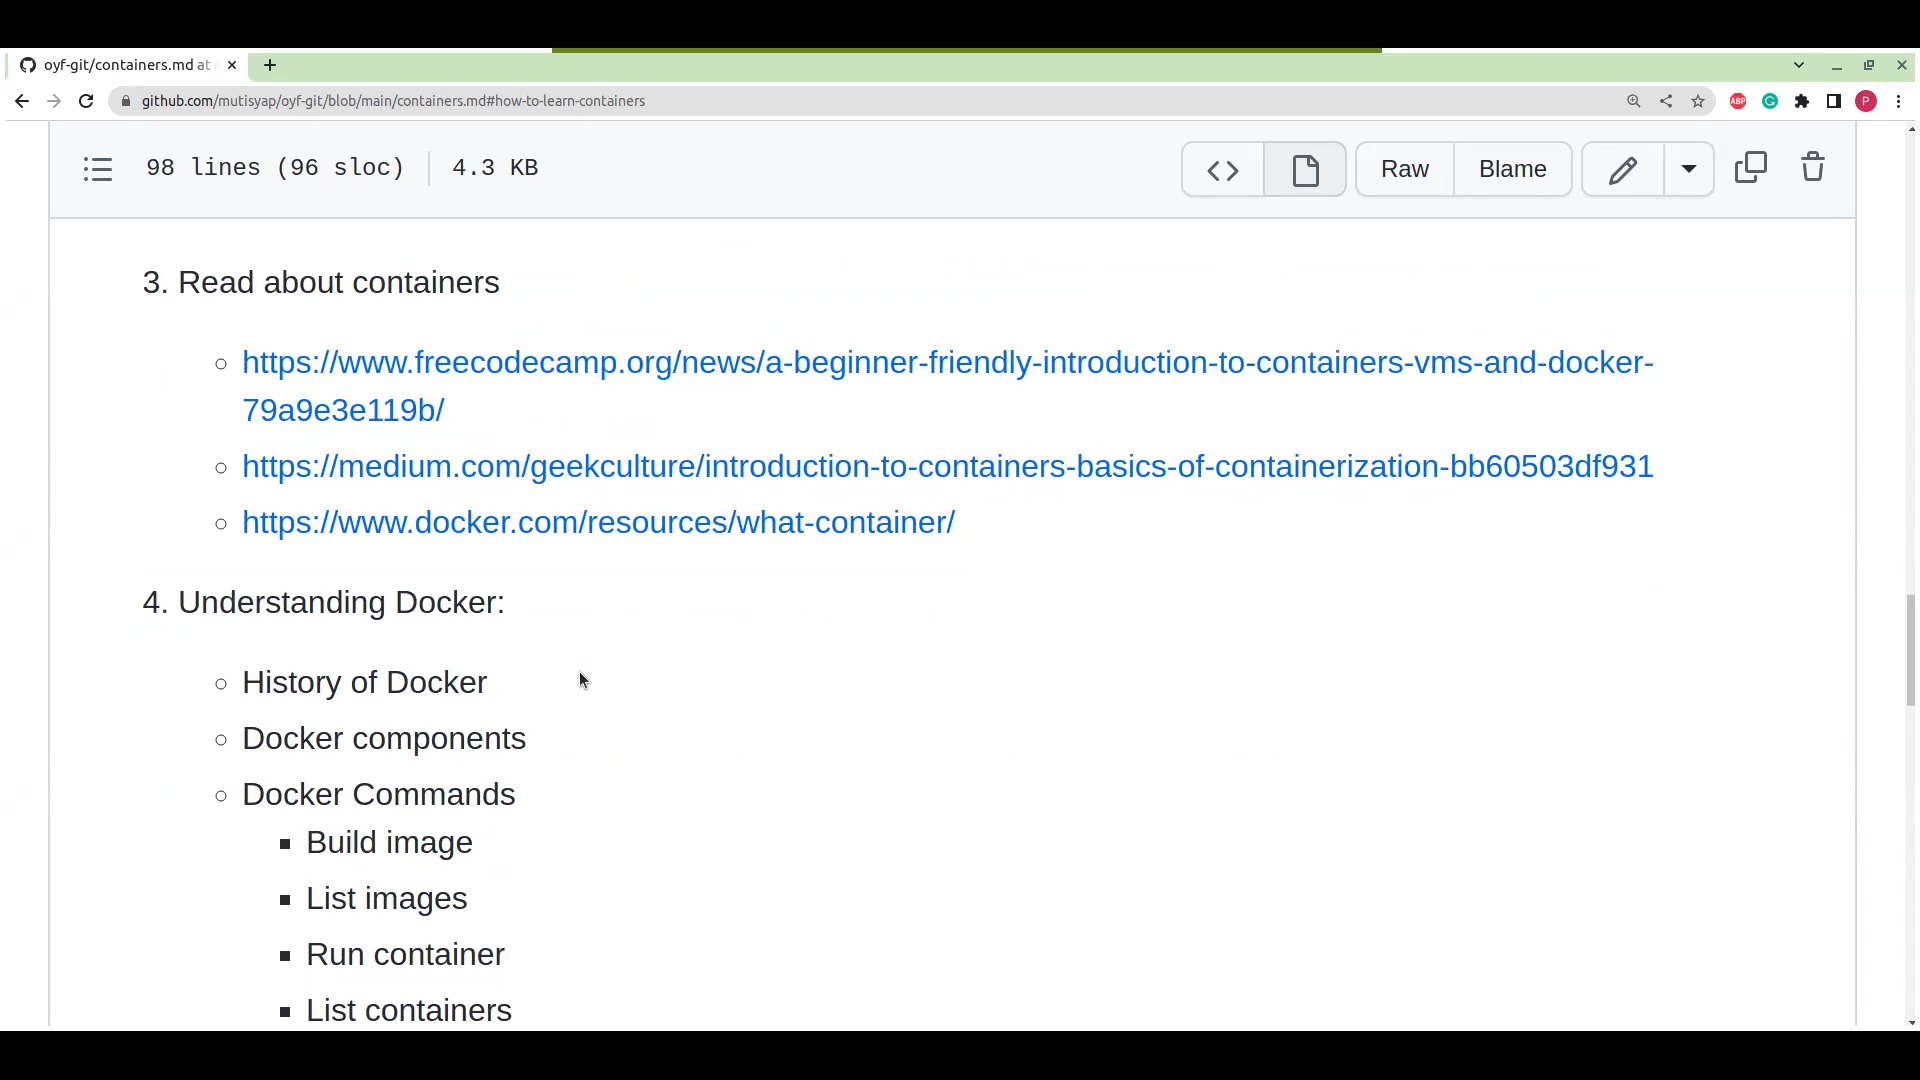 oyf-git/containers.md at
github.com/mutisyap/oyf-git/blob/main/containers.md#how-to-learn-containers
ABP
P
98 lines (96 sloc) 4.3 KB
Raw
Blame
3. Read about containers
https://www.freecodecamp.org/news/a-beginner-friendly-introduction-to-containers-vms-and-docker-
79a9e3e119b/
https://medium.com/geekculture/introduction-to-containers-basics-of-containerization-bb60503df931
https://www.docker.com/resources/what-container/
4. Understanding Docker:
History of Docker
Docker components
Docker Commands
Build image
List images
Run container
List containers